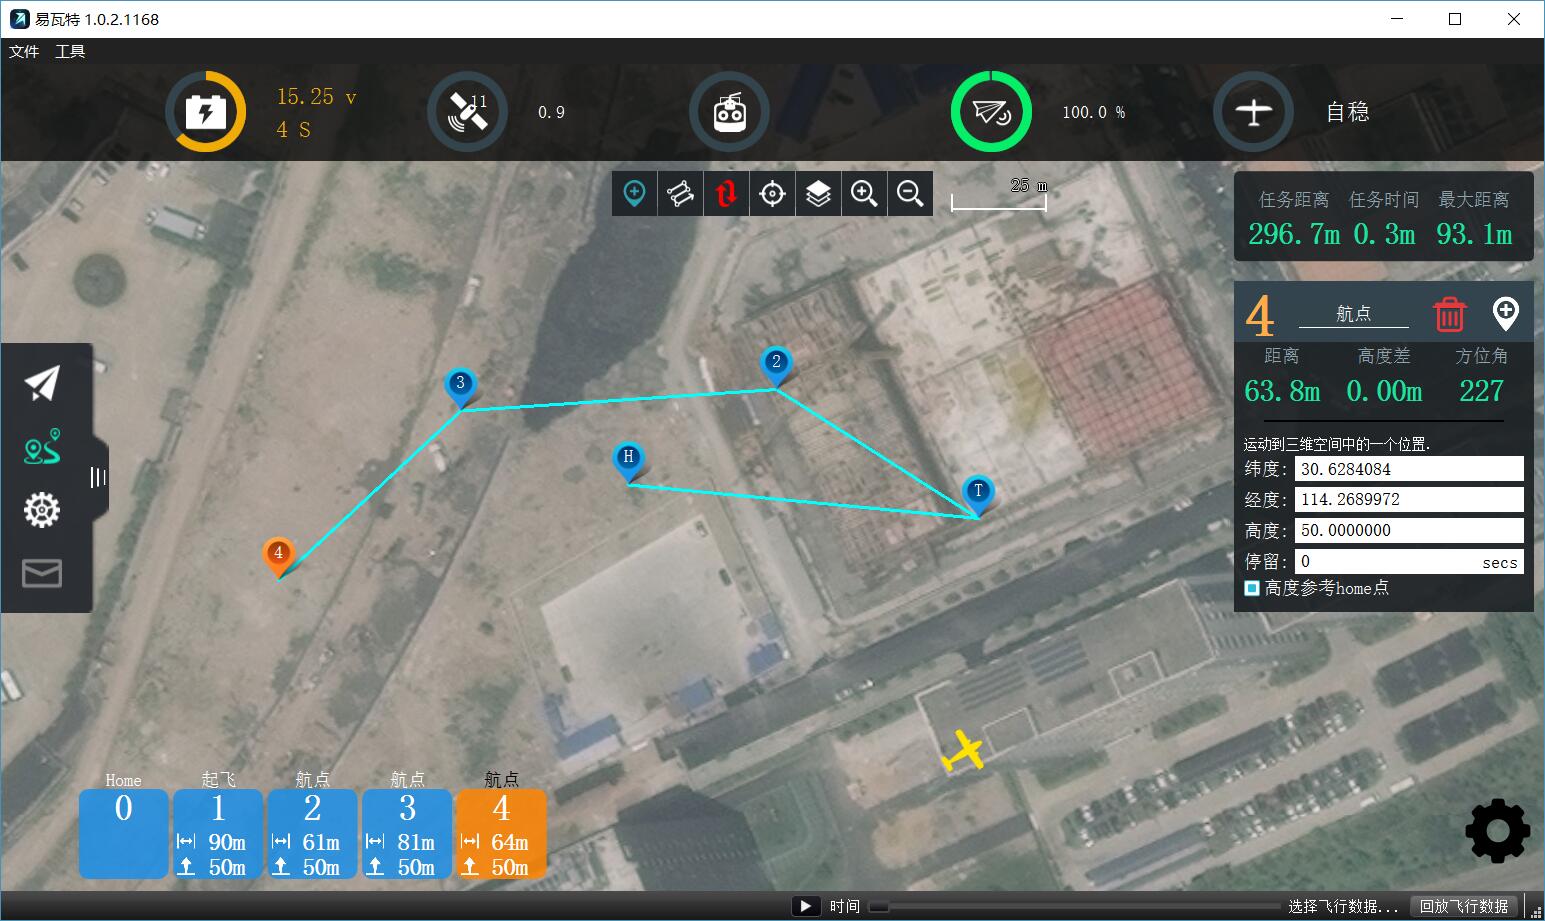 易瓦特 1.0.2.1168
文件 工具
15.25 v
4 S
11
0.9
100.0 %
自稳
25 m
任务距离 任务时间 最大距离
296.7m 0.3m 93.1m
4 航点
距离 高度差 方位角
63.8m 0.00m 227
运动到三维空间中的一个位置.
纬度: 30.6284084
经度: 114.2689972
高度: 50.0000000
停留: 0 secs
高度参考home点
2
3
H
T
4
Home 起飞 航点 航点 航点
0 1 2 3 4
90m 61m 81m 64m
50m 50m 50m 50m
时间 选择飞行数据... 回放飞行数据